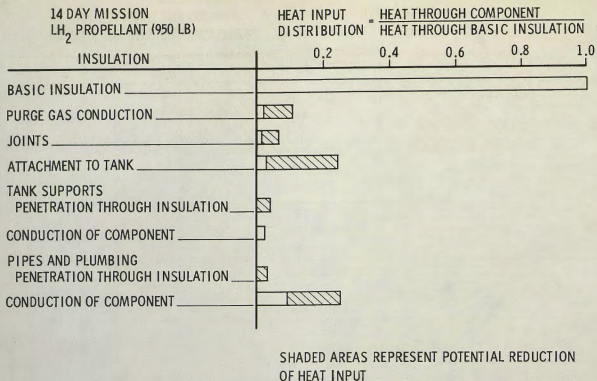 14 DAY MISSION
LH2 PROPELLANT (950 LB)
INSULATION
HEAT INPUT DISTRIBUTION = HEAT THROUGH COMPONENT / HEAT THROUGH BASIC INSULATION
0.2 0.4 0.6 0.8 1.0
BASIC INSULATION
PURGE GAS CONDUCTION
JOINTS
ATTACHMENT TO TANK
TANK SUPPORTS
PENETRATION THROUGH INSULATION
CONDUCTION OF COMPONENT
PIPES AND PLUMBING
PENETRATION THROUGH INSULATION
CONDUCTION OF COMPONENT
SHADED AREAS REPRESENT POTENTIAL REDUCTION
OF HEAT INPUT